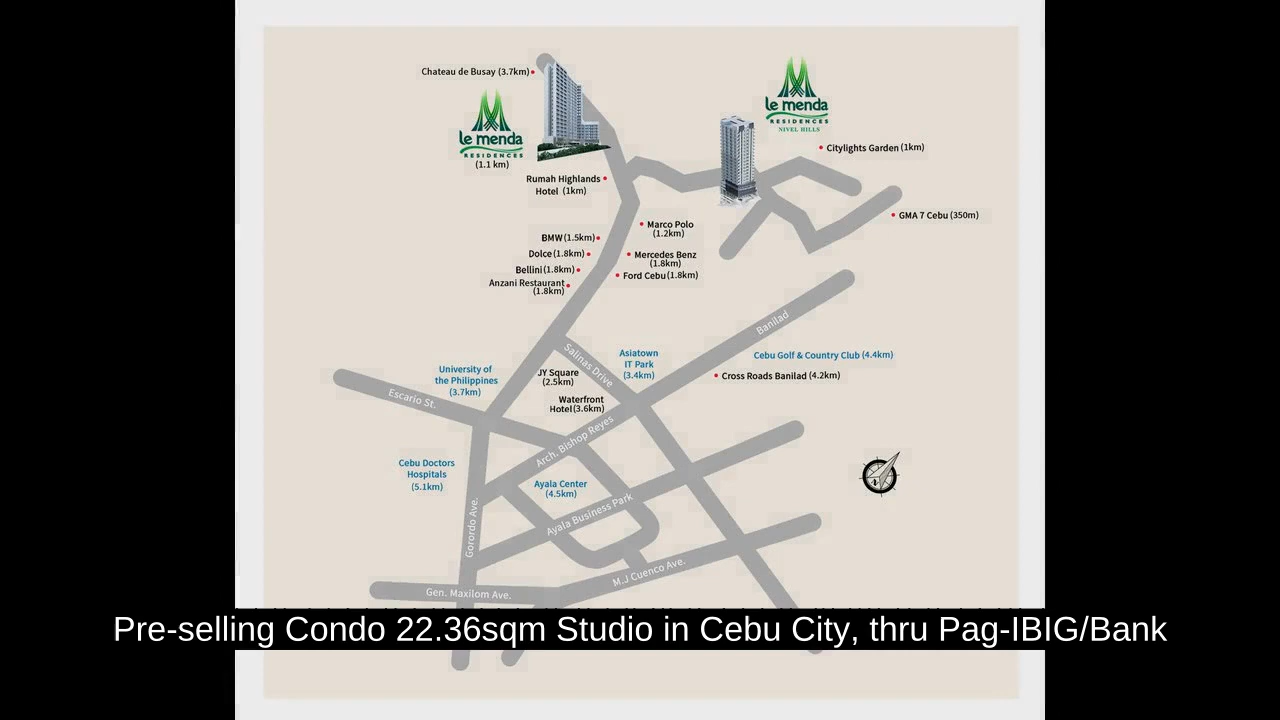 Chateau de Busay (3.7km)
le menda
RESIDENCES
(1.1 km)
le menda
RESIDENCES
NIVEL HILLS
Citylights Garden (1km)
Rumah Highlands
Hotel (1km)
GMA 7 Cebu (350m)
Marco Polo
(1.2km)
BMW (1.5km)
Dolce (1.8km)
Mercedes Benz
(1.8km)
Bellini (1.8km)
Ford Cebu (1.8km)
Anzani Restaurant
(1.8km)
Banilad
Salinas Drive
Asiatown
IT Park
(3.4km)
Cebu Golf & Country Club (4.4km)
University of
the Philippines
(3.7km)
JY Square
(2.5km)
Cross Roads Banilad (4.2km)
Escario St.
Waterfront
Hotel (3.6km)
Arch. Bishop Reyes
Cebu Doctors
Hospitals
(5.1km)
Ayala Center
(4.5km)
Gorordo Ave.
Ayala Business Park
M.J Cuenco Ave.
Gen. Maxilom Ave.
Pre-selling Condo 22.36sqm Studio in Cebu City, thru Pag-IBIG/Bank